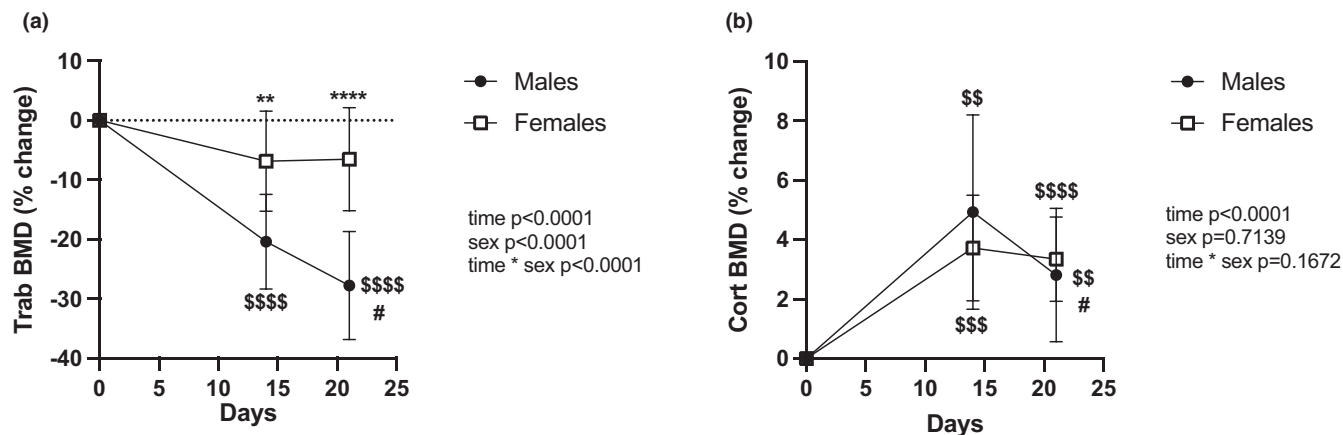 (a)
10
0
-10
-20
-30
-40
Trab BMD (% change)
** ****
$$$$
$$$$
#
0 5 10 15 20 25
Days
Males
Females
time p<0.0001
sex p<0.0001
time * sex p<0.0001
(b)
10
8
6
4
2
0
Cort BMD (% change)
$$
$$$$
$$$
$$
#
0 5 10 15 20 25
Days
Males
Females
time p<0.0001
sex p=0.7139
time * sex p=0.1672